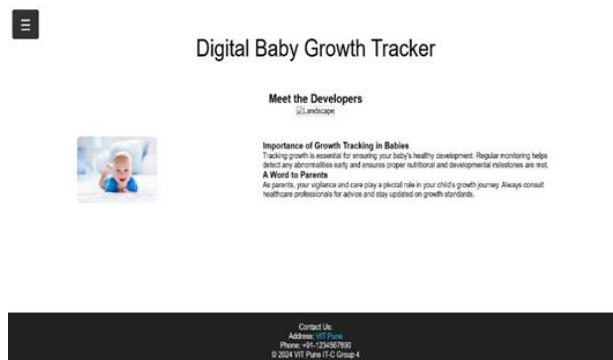 Digital Baby Growth Tracker
Meet the Developers
Landscape
Importance of Growth Tracking in Babies
Tracking growth is essential for ensuring your baby's healthy development. Regular monitoring helps
detect any abnormalities early and ensures proper nutritional and developmental milestones are met.
A Word to Parents
As parents, your vigilance and care play a pivotal role in your child's growth journey. Always consult
healthcare professionals for advice and stay updated on growth standards.
Contact Us:
Address: VIT Pune
Phone: +91-1234567890
© 2024 VIT Pune IT-C Group 4